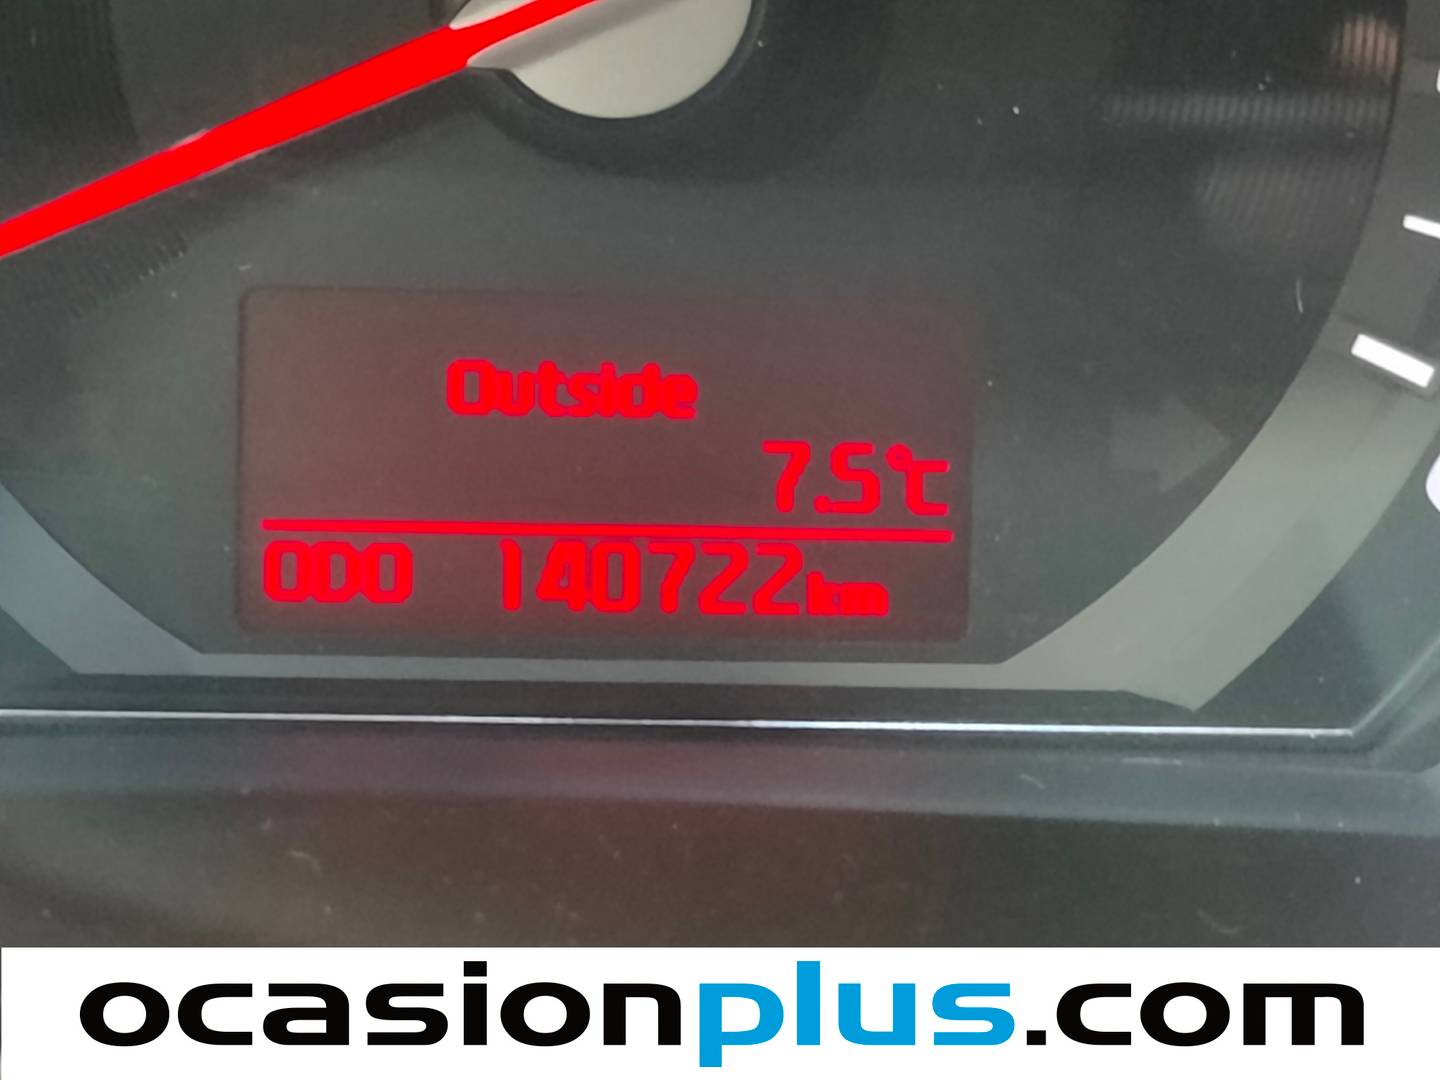 Outside
7.5°C
ODO 140722km
ocasionplus.com